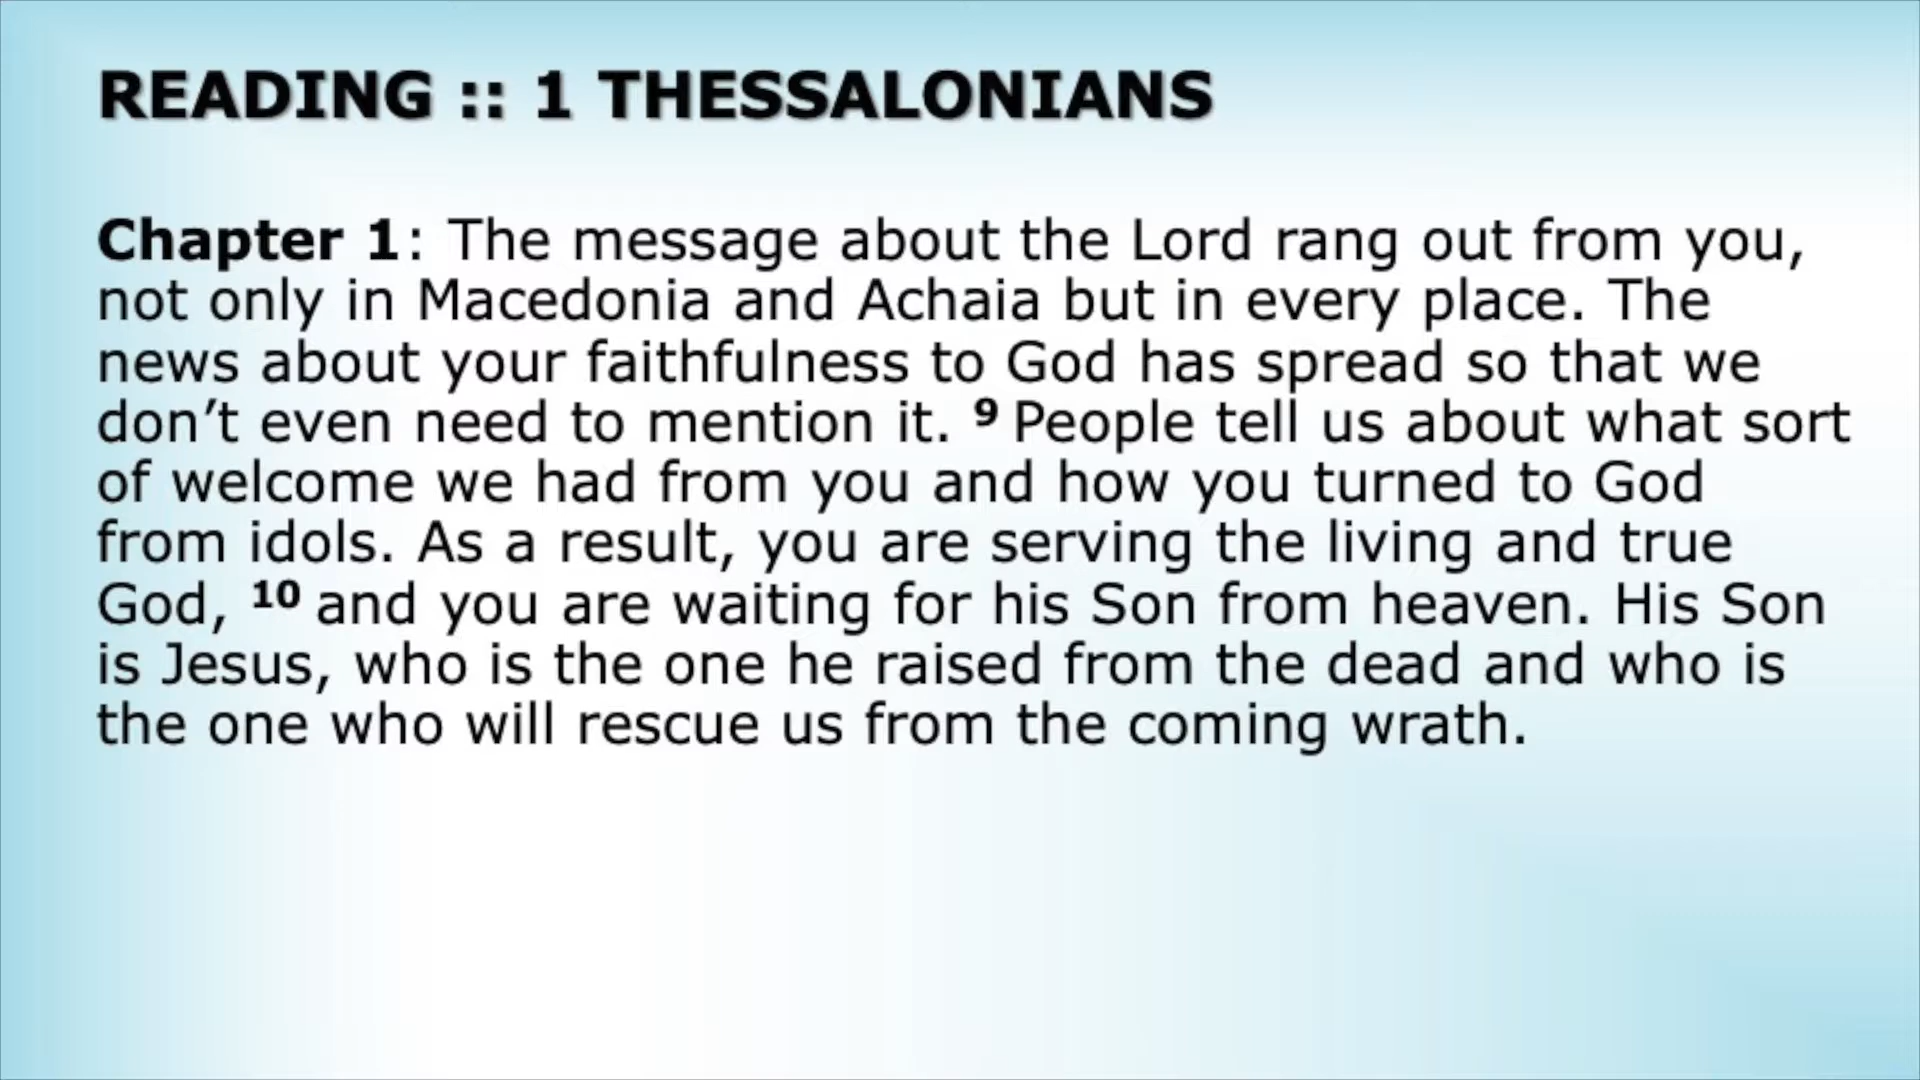 READING :: 1 THESSALONIANS
Chapter 1: The message about the Lord rang out from you,
not only in Macedonia and Achaia but in every place. The
news about your faithfulness to God has spread so that we
don’t even need to mention it. 9 People tell us about what sort
of welcome we had from you and how you turned to God
from idols. As a result, you are serving the living and true
God, 10 and you are waiting for his Son from heaven. His Son
is Jesus, who is the one he raised from the dead and who is
the one who will rescue us from the coming wrath.